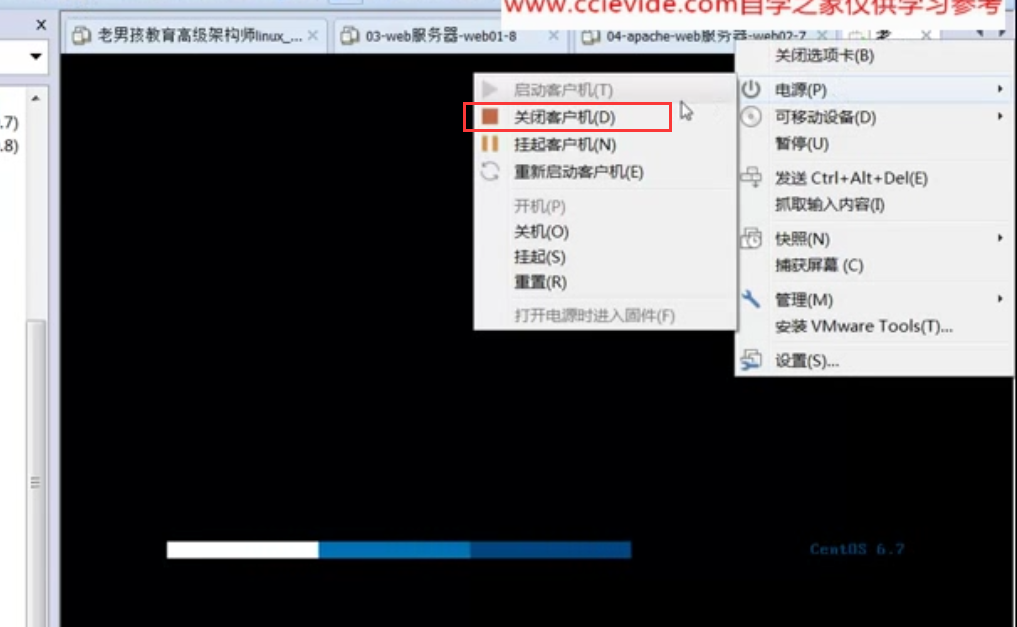 www.ccievide.com自学之家仅供学习参考
老男孩教育高级架构师linux_...
03-web服务器-web01-8
04-apache-web服务器-web02-7
老
.7)
.8)
关闭选项卡(B)
电源(P)
可移动设备(D)
暂停(U)
发送 Ctrl+Alt+Del(E)
抓取输入内容(I)
快照(N)
捕获屏幕 (C)
管理(M)
安装 VMware Tools(T)...
设置(S)...
启动客户机(T)
关闭客户机(D)
挂起客户机(N)
重新启动客户机(E)
开机(P)
关机(O)
挂起(S)
重置(R)
打开电源时进入固件(F)
CentOS 6.7